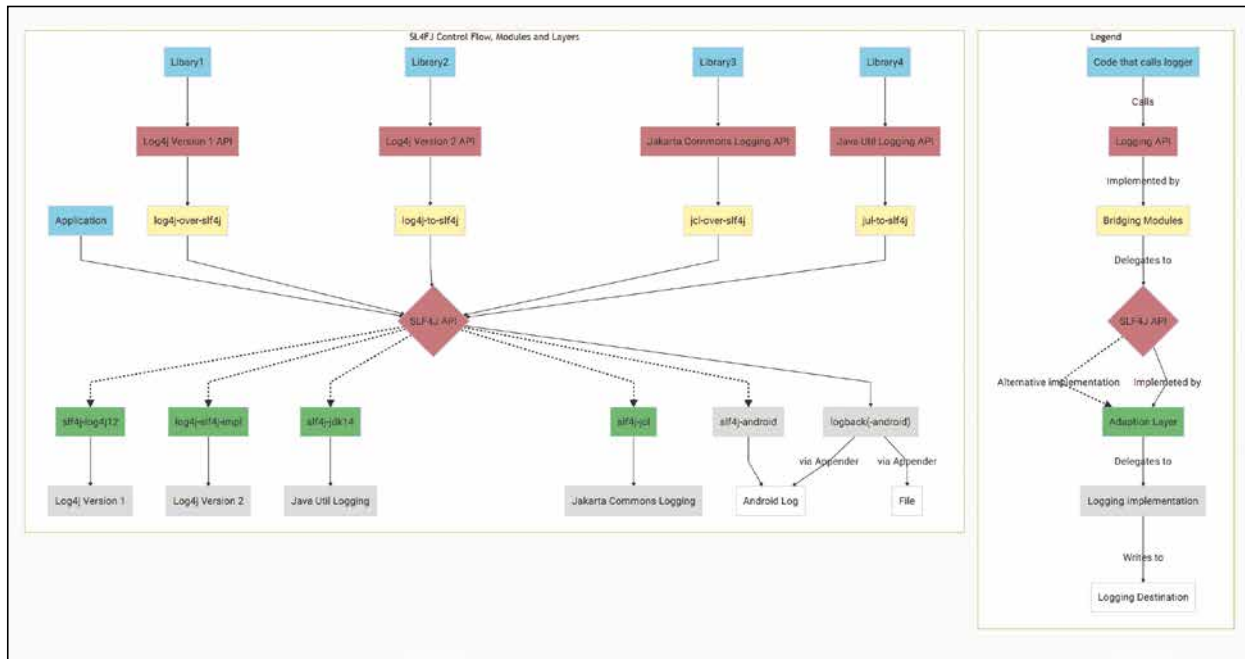 SL4FJ Control Flow, Modules and Layers
Libary1
Library2
Library3
Library4
Log4j Version 1 API
Log4j Version 2 API
Jakarta Commons Logging API
Java Util Logging API
Application
log4j-over-slf4j
log4j-to-slf4j
jcl-over-slf4j
jul-to-slf4j
SLF4J API
slf4j-log4j12
log4j-slf4j-impl
slf4j-jdk14
slf4j-jcl
slf4j-android
logback(-android)
via Appender
via Appender
Log4j Version 1
Log4j Version 2
Java Util Logging
Jakarta Commons Logging
Android Log
File
Legend
Code that calls logger
Calls
Logging API
Implemented by
Bridging Modules
Delegates to
SLF4J API
Alternative implementation
Implemeted by
Adaption Layer
Delegates to
Logging implementation
Writes to
Logging Destination